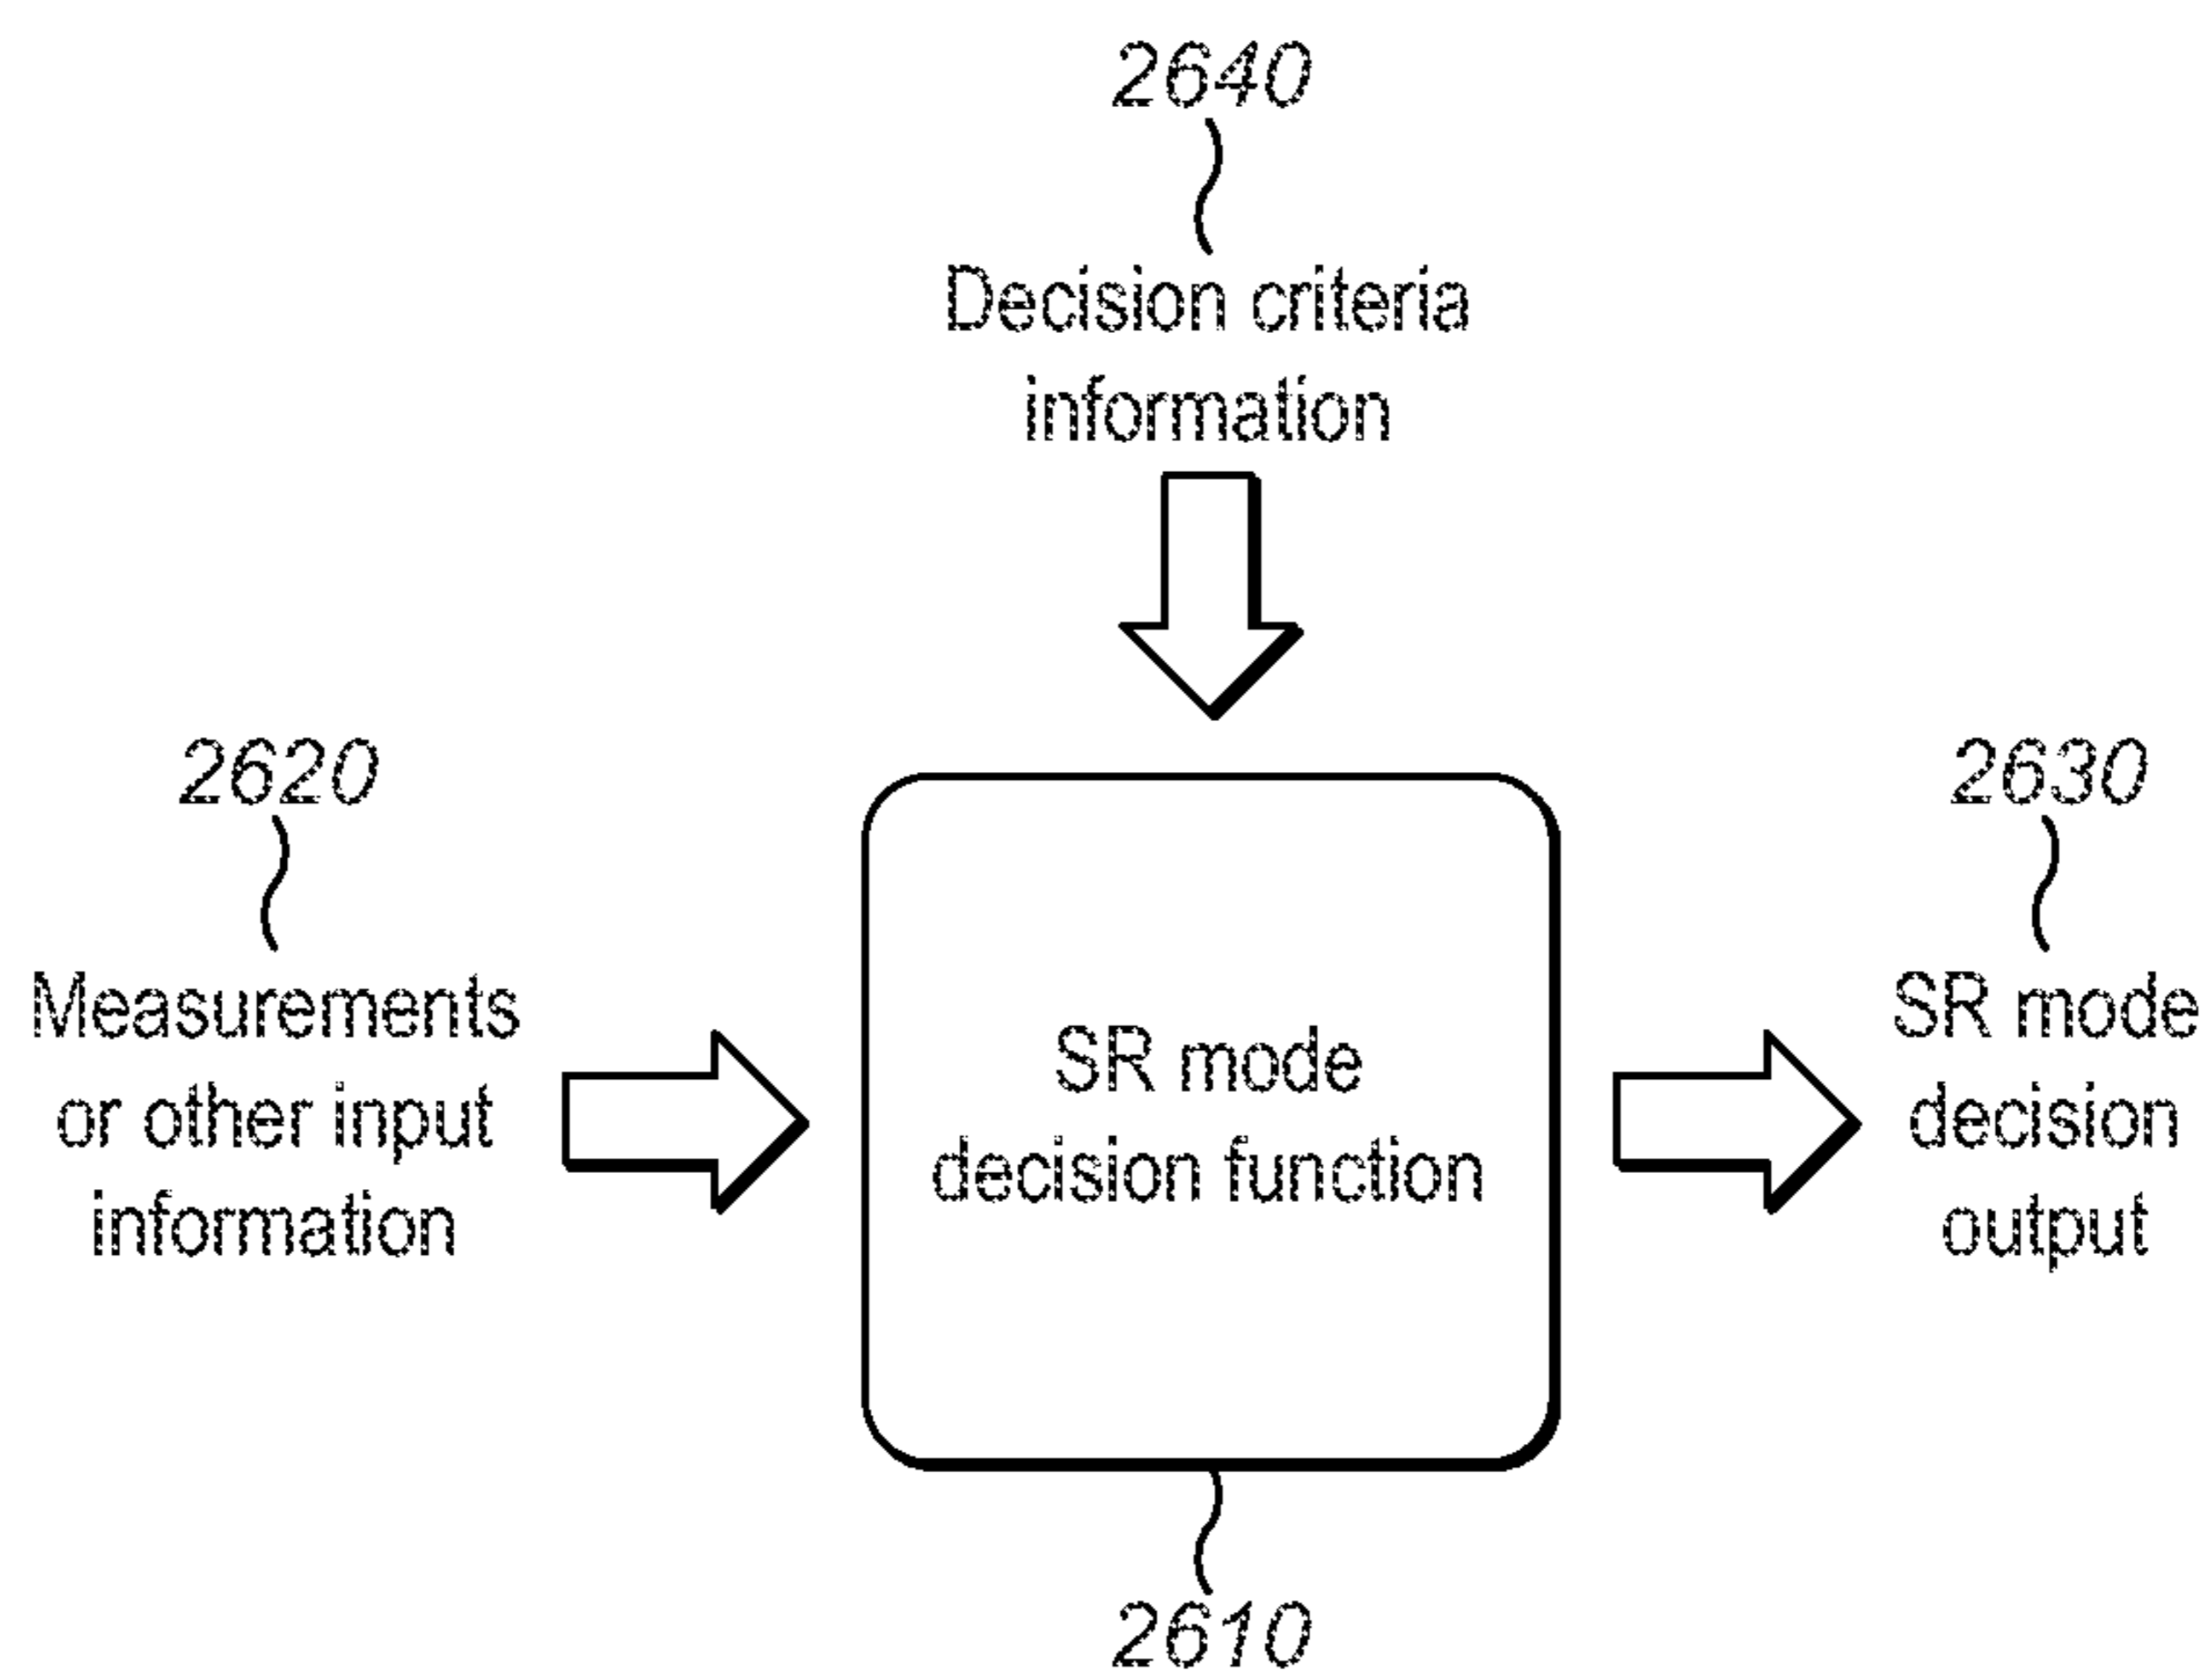 2640
Decision criteria
information
2620
Measurements
or other input
information
SR mode
decision function
2630
SR mode
decision
output
2610